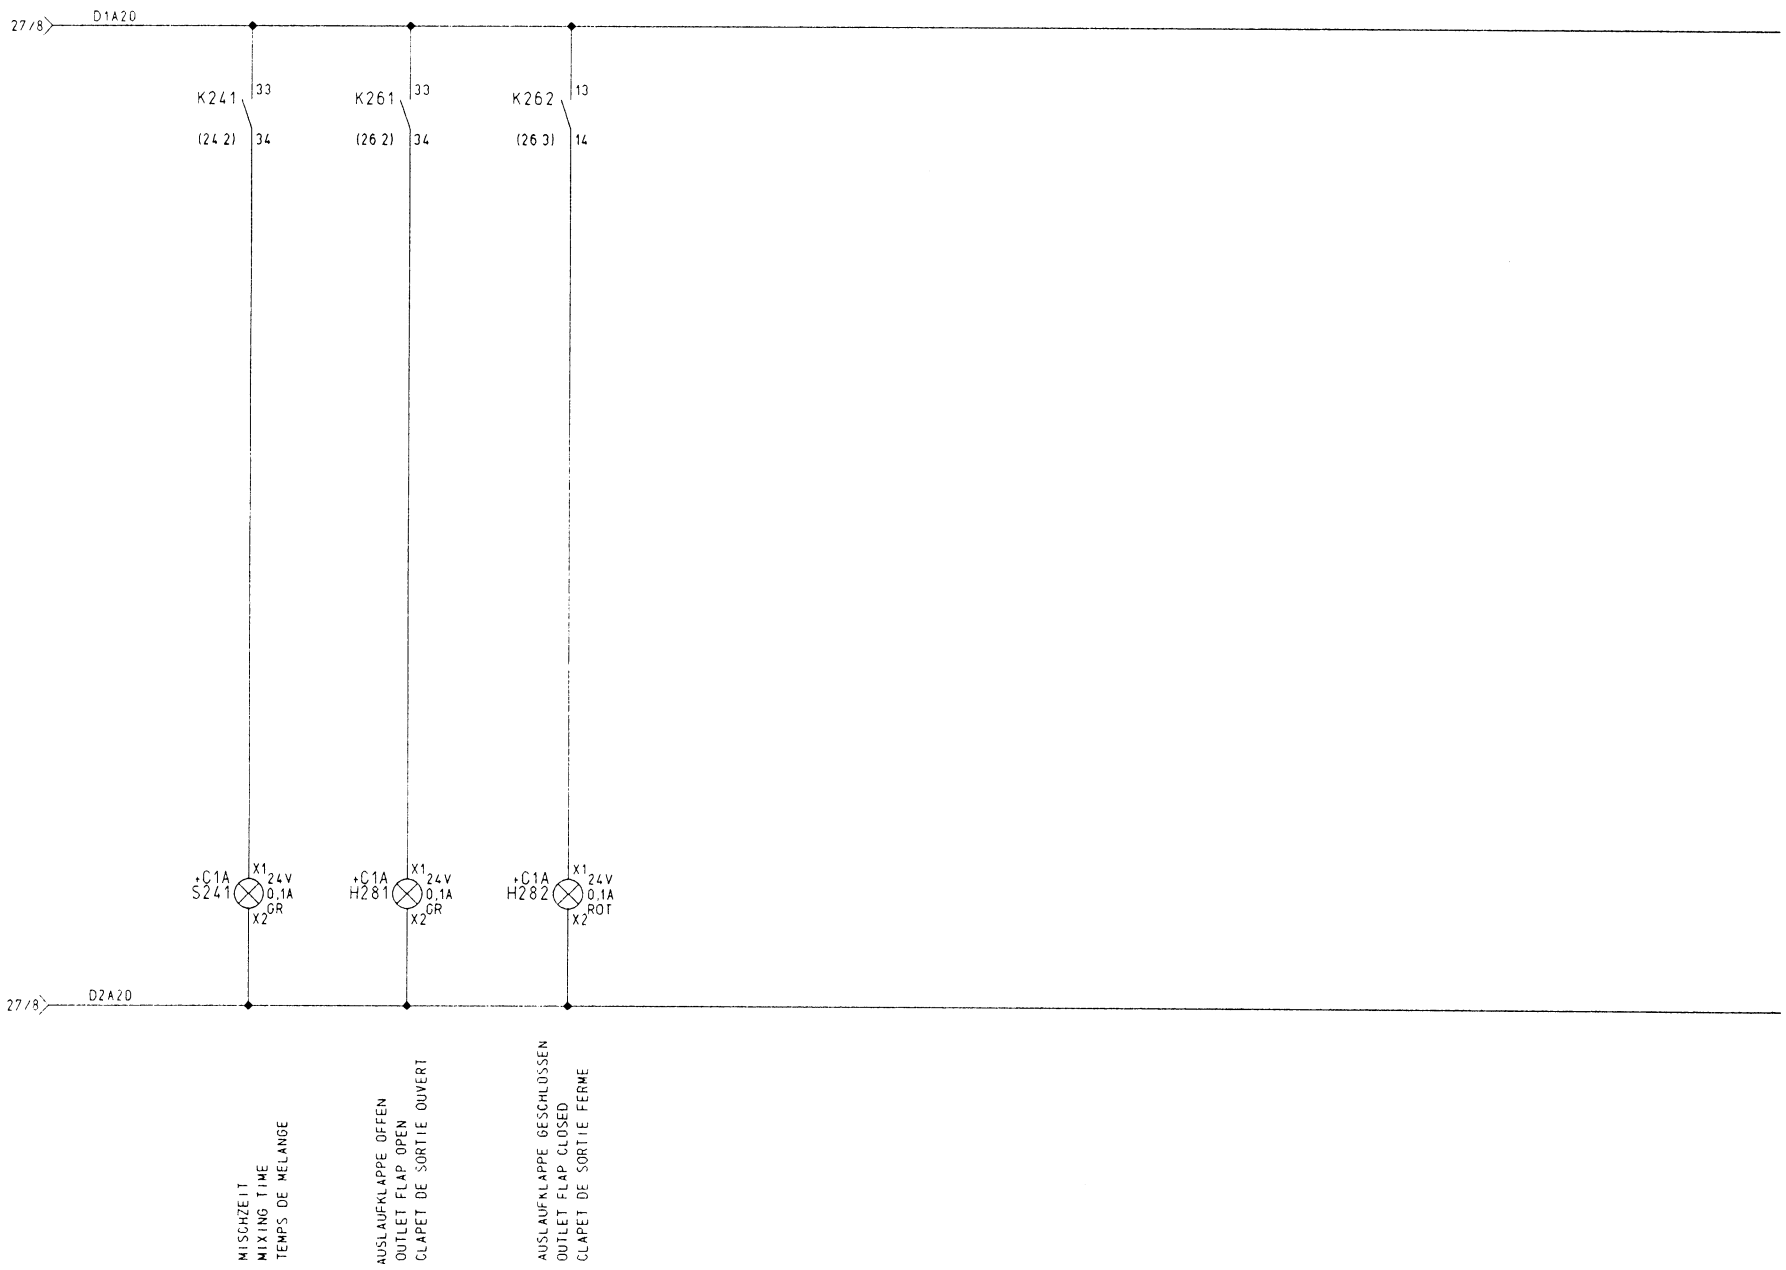 27/8 D1A20
K241 33
(24.2) 34
K261 33
(26 2) 34
K262 13
(26 3) 14
+C1A X1 24V
S241 0,1A
X2 GR
+C1A X1 24V
H281 0,1A
X2 GR
+C1A X1 24V
H282 0,1A
X2 ROT
27/8 D2A20
MISCHZEIT
MIXING TIME
TEMPS DE MELANGE
AUSLAUFKLAPPE OFFEN
OUTLET FLAP OPEN
CLAPET DE SORTIE OUVERT
AUSLAUFKLAPPE GESCHLOSSEN
OUTLET FLAP CLOSED
CLAPET DE SORTIE FERME